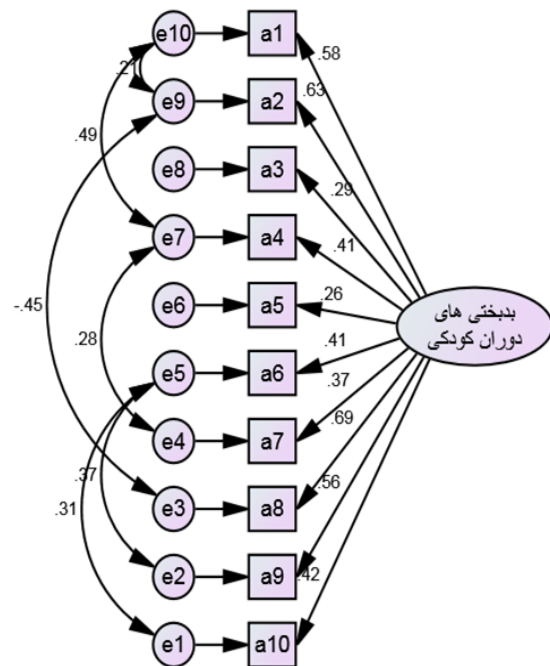 e10
a1
.58
.21
e9
a2
.63
.49
e8
a3
.29
e7
a4
.41
-.45
e6
a5
.26
بدبختی های
دوران کودکی
.28
e5
a6
.41
.37
e4
a7
.69
.37
.31
e3
a8
.56
e2
a9
.42
e1
a10